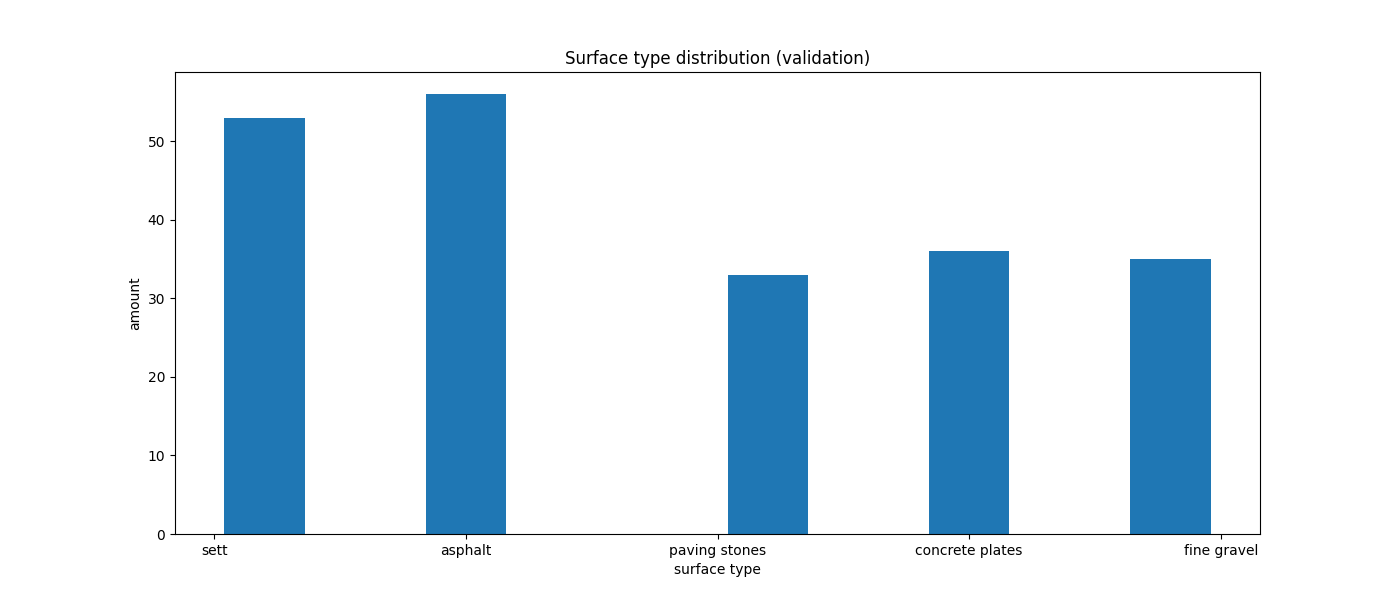 Surface type distribution (validation)
50
40
30
20
10
0
amount
sett asphalt paving stones concrete plates fine gravel
surface type